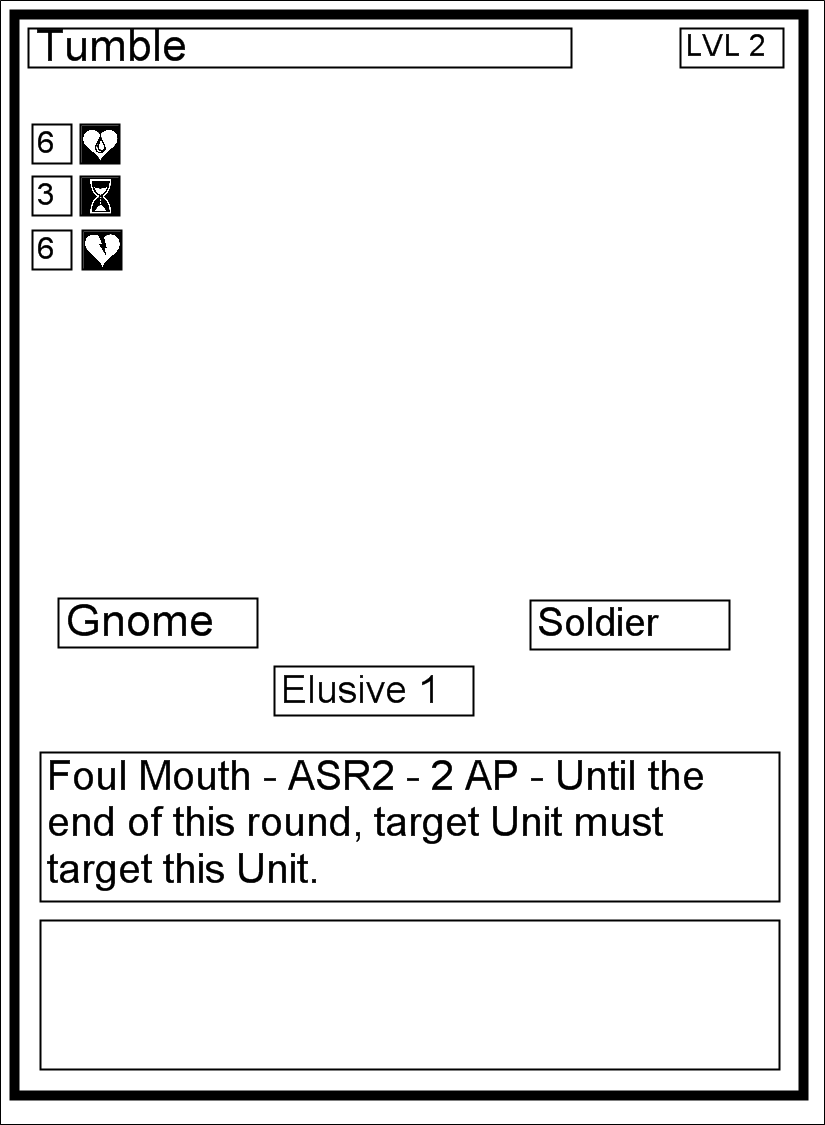 Tumble
LVL 2
6
3
6
Gnome
Soldier
Elusive 1
Foul Mouth - ASR2 - 2 AP - Until the
end of this round, target Unit must
target this Unit.